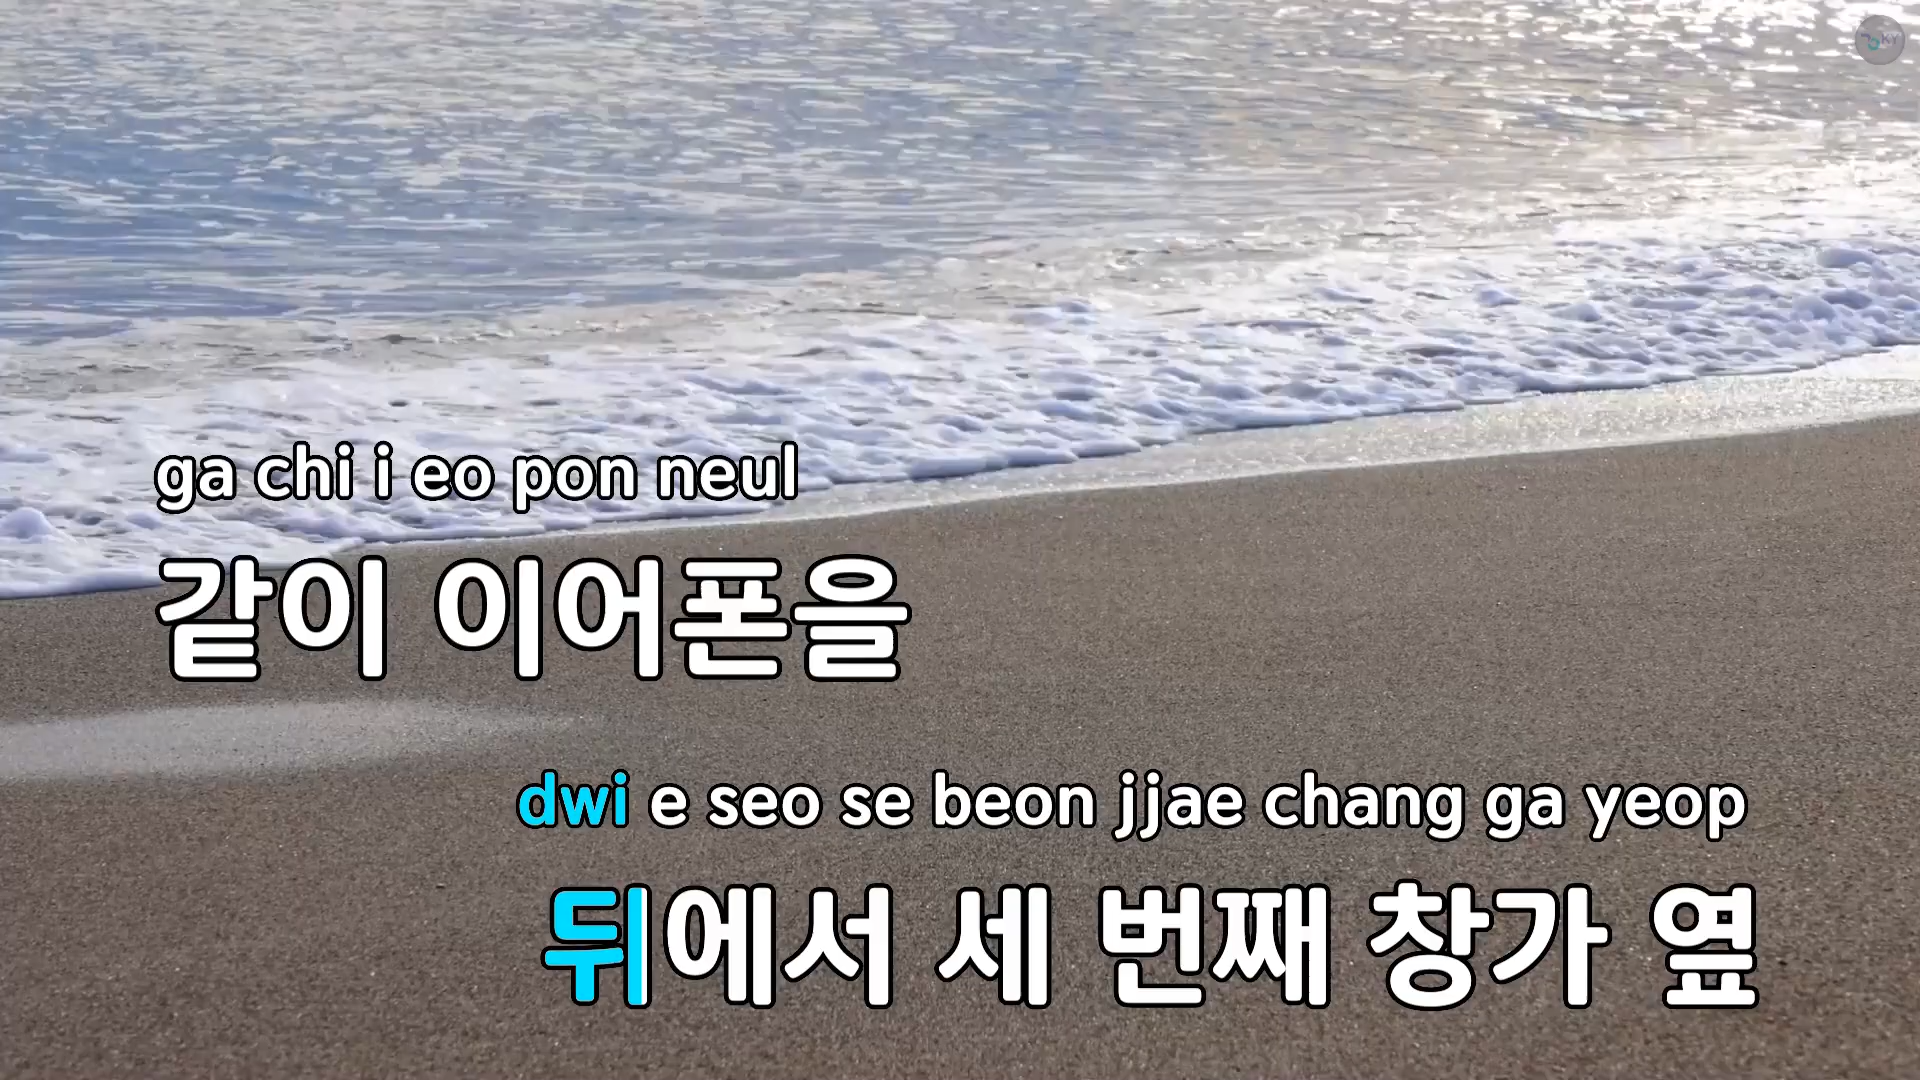 KY
ga chi i eo pon neul
같이 이어폰을
dwi e seo se beon jjae chang ga yeop
뒤에서 세 번째 창가 옆